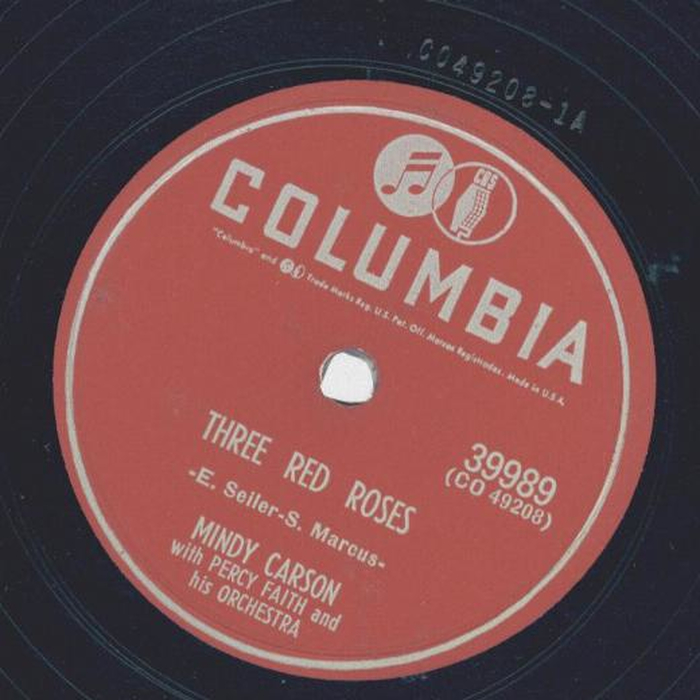 CO49208-1A
CBS
COLUMBIA
"Columbia" and Trade Marks Reg. U.S. Pat. Off. Marcas Registradas. Made in U.S.A.
39989
(CO 49208)
THREE RED ROSES
-E. Seiler-S. Marcus-
MINDY CARSON
with PERCY FAITH and
his ORCHESTRA